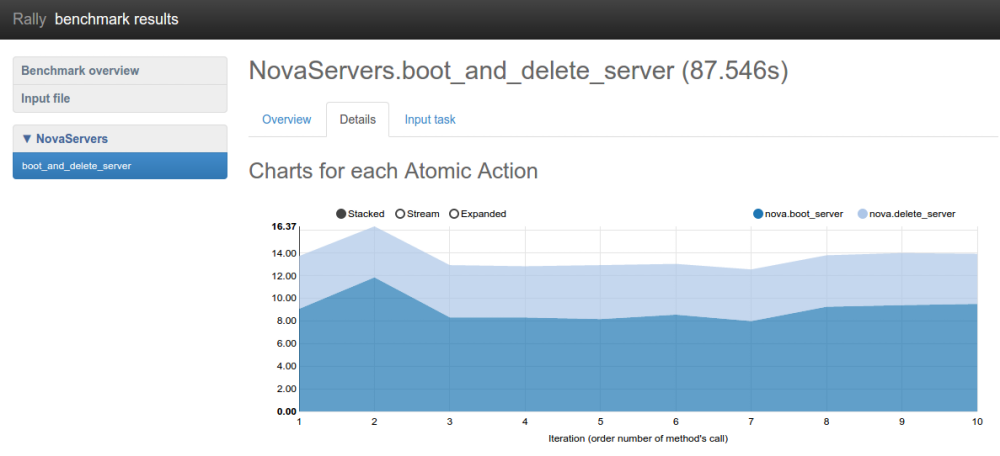 Rally benchmark results
Benchmark overview
Input file
▼ NovaServers
boot_and_delete_server
NovaServers.boot_and_delete_server (87.546s)
Overview Details Input task
Charts for each Atomic Action
Stacked Stream Expanded nova.boot_server nova.delete_server
16.37
14.00
12.00
10.00
8.00
6.00
4.00
2.00
0.00
1 2 3 4 5 6 7 8 9 10
Iteration (order number of method's call)